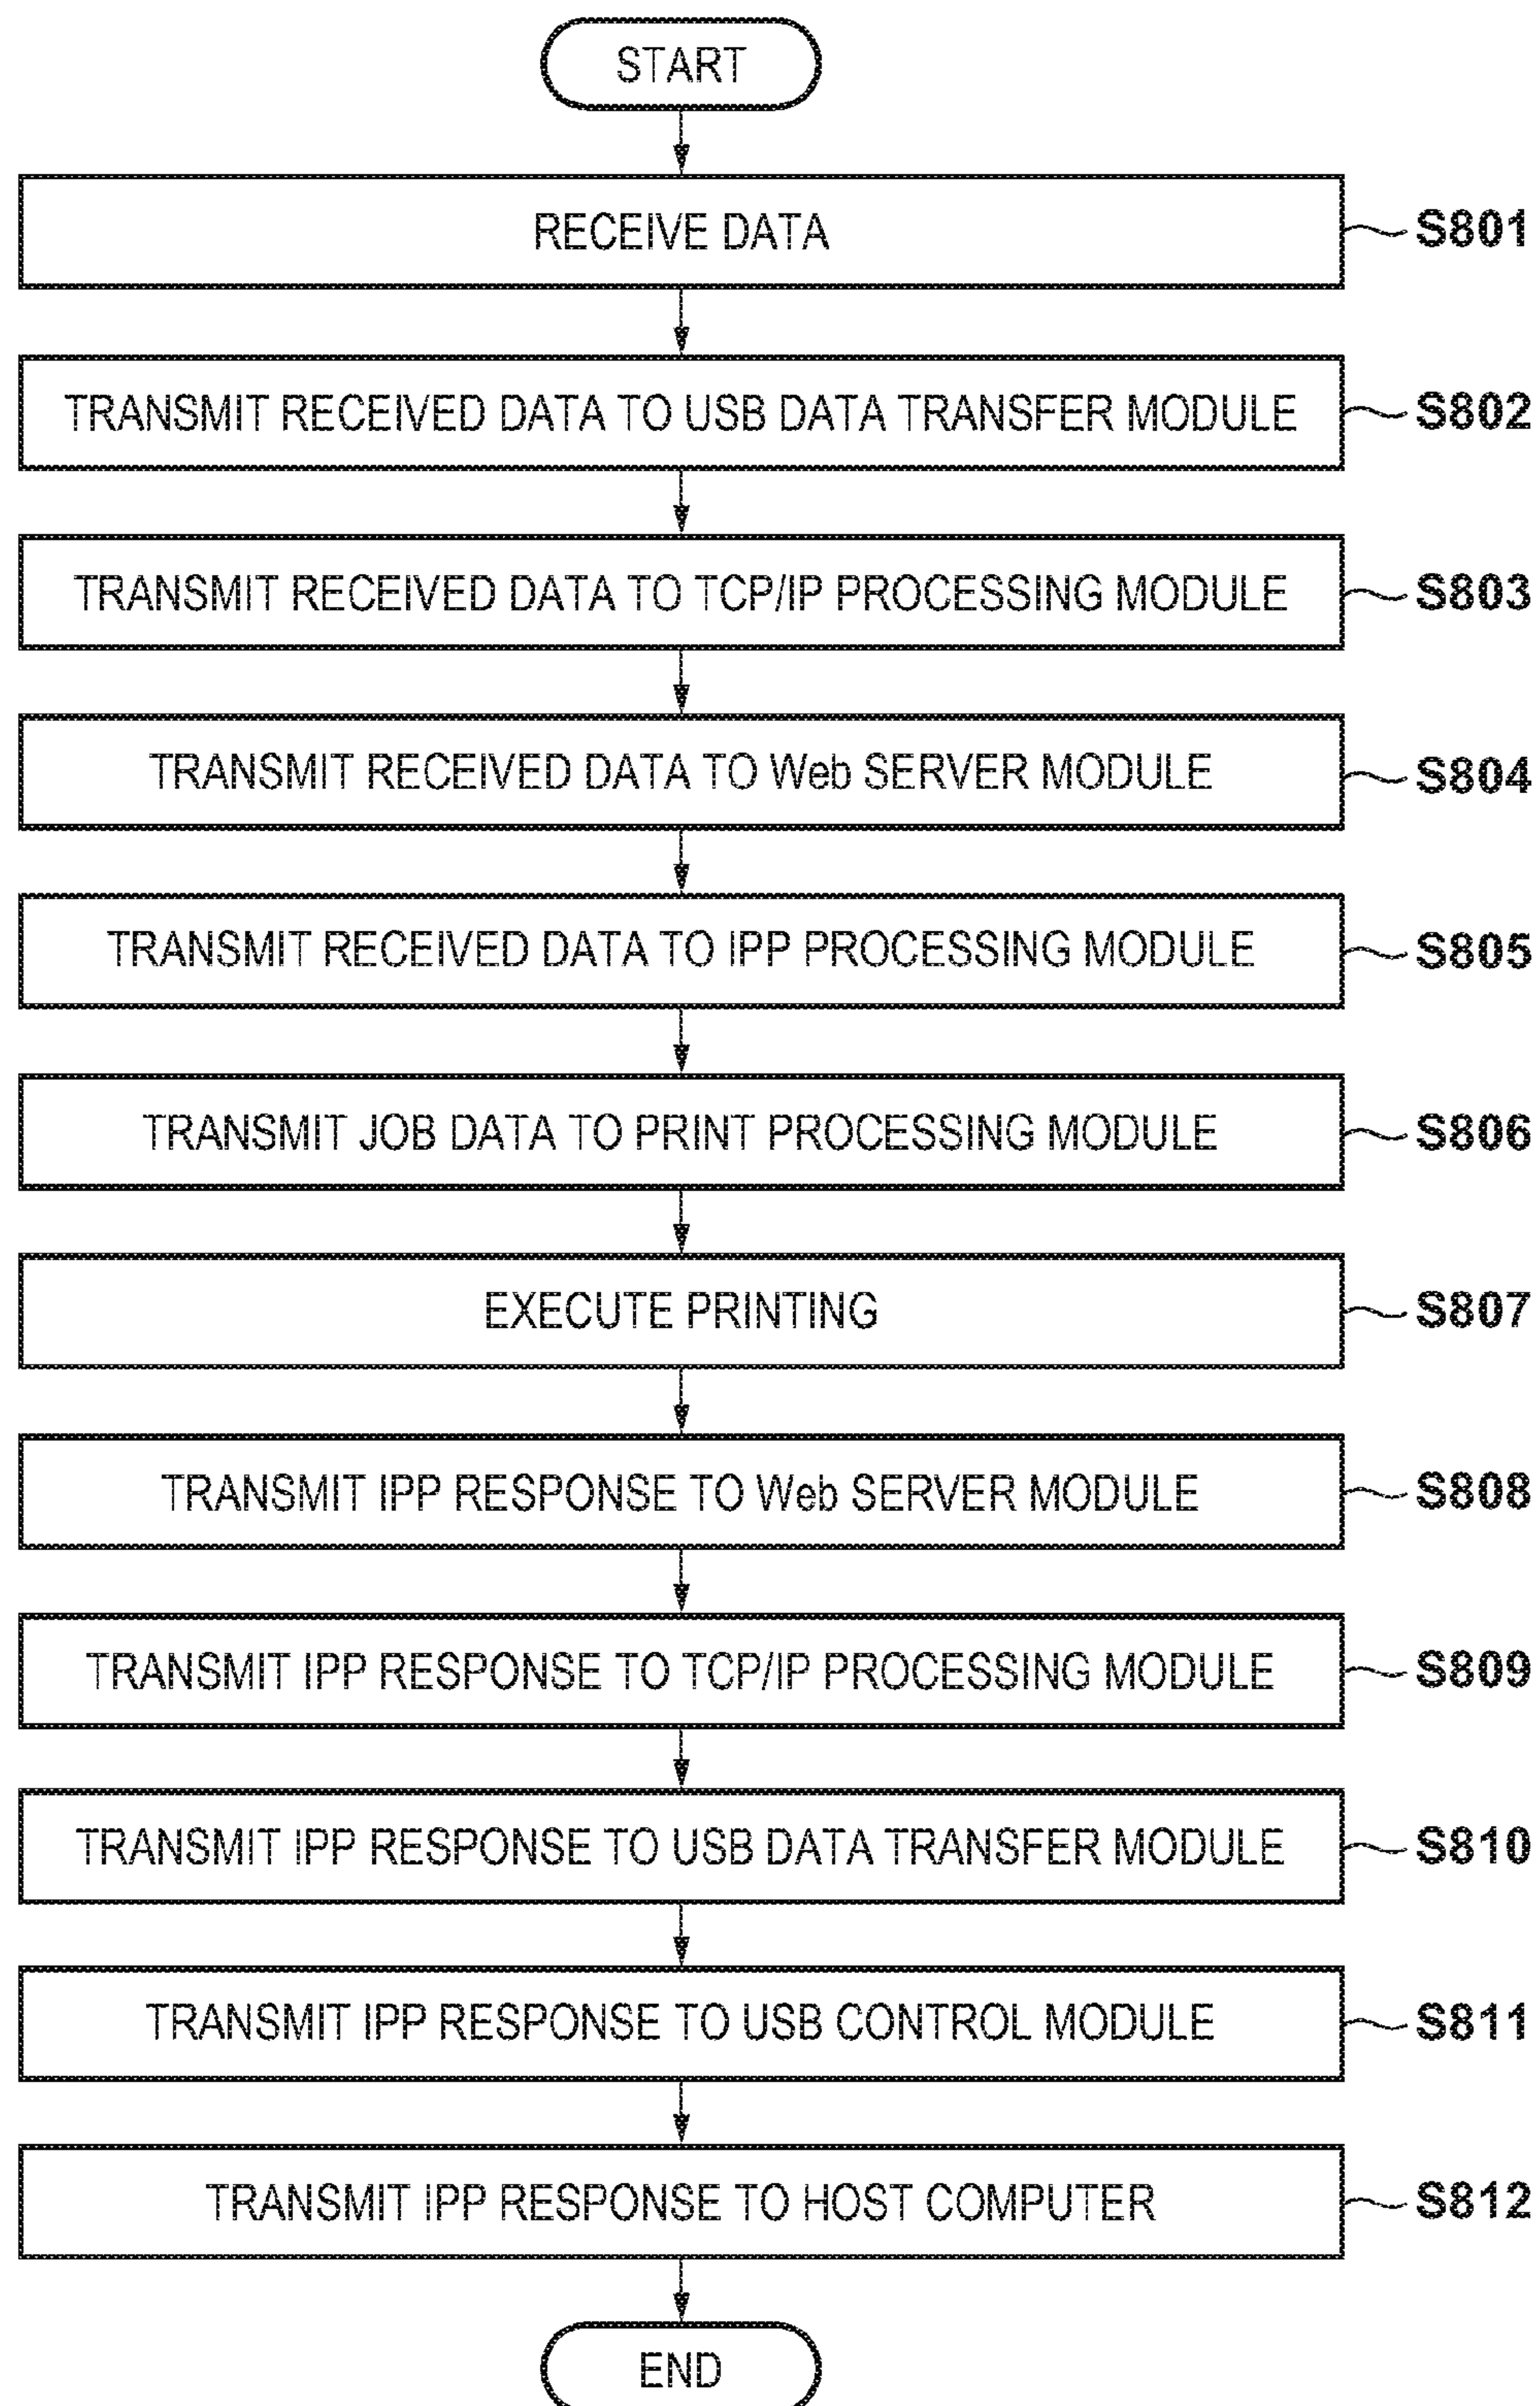 START
RECEIVE DATA
S801
TRANSMIT RECEIVED DATA TO USB DATA TRANSFER MODULE
S802
TRANSMIT RECEIVED DATA TO TCP/IP PROCESSING MODULE
S803
TRANSMIT RECEIVED DATA TO Web SERVER MODULE
S804
TRANSMIT RECEIVED DATA TO IPP PROCESSING MODULE
S805
TRANSMIT JOB DATA TO PRINT PROCESSING MODULE
S806
EXECUTE PRINTING
S807
TRANSMIT IPP RESPONSE TO Web SERVER MODULE
S808
TRANSMIT IPP RESPONSE TO TCP/IP PROCESSING MODULE
S809
TRANSMIT IPP RESPONSE TO USB DATA TRANSFER MODULE
S810
TRANSMIT IPP RESPONSE TO USB CONTROL MODULE
S811
TRANSMIT IPP RESPONSE TO HOST COMPUTER
S812
END